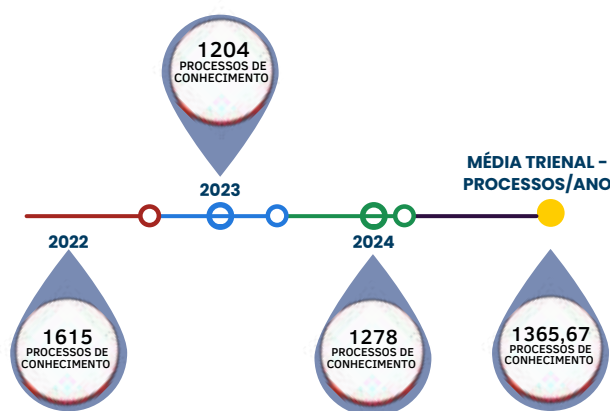 1204
PROCESSOS DE
CONHECIMENTO
2023
MÉDIA TRIENAL -
PROCESSOS/ANO
2022
2024
1615
PROCESSOS DE
CONHECIMENTO
1278
PROCESSOS DE
CONHECIMENTO
1365,67
PROCESSOS DE
CONHECIMENTO